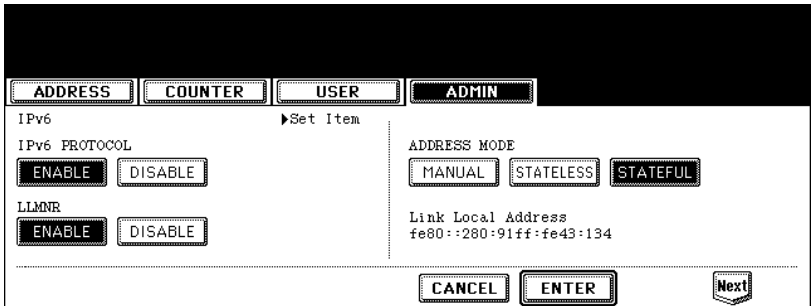 ADDRESS COUNTER USER ADMIN
IPv6 ▶Set Item
IPv6 PROTOCOL
ENABLE DISABLE
LLMNR
ENABLE DISABLE
ADDRESS MODE
MANUAL STATELESS STATEFUL
Link Local Address
fe80::280:91ff:fe43:134
CANCEL ENTER Next